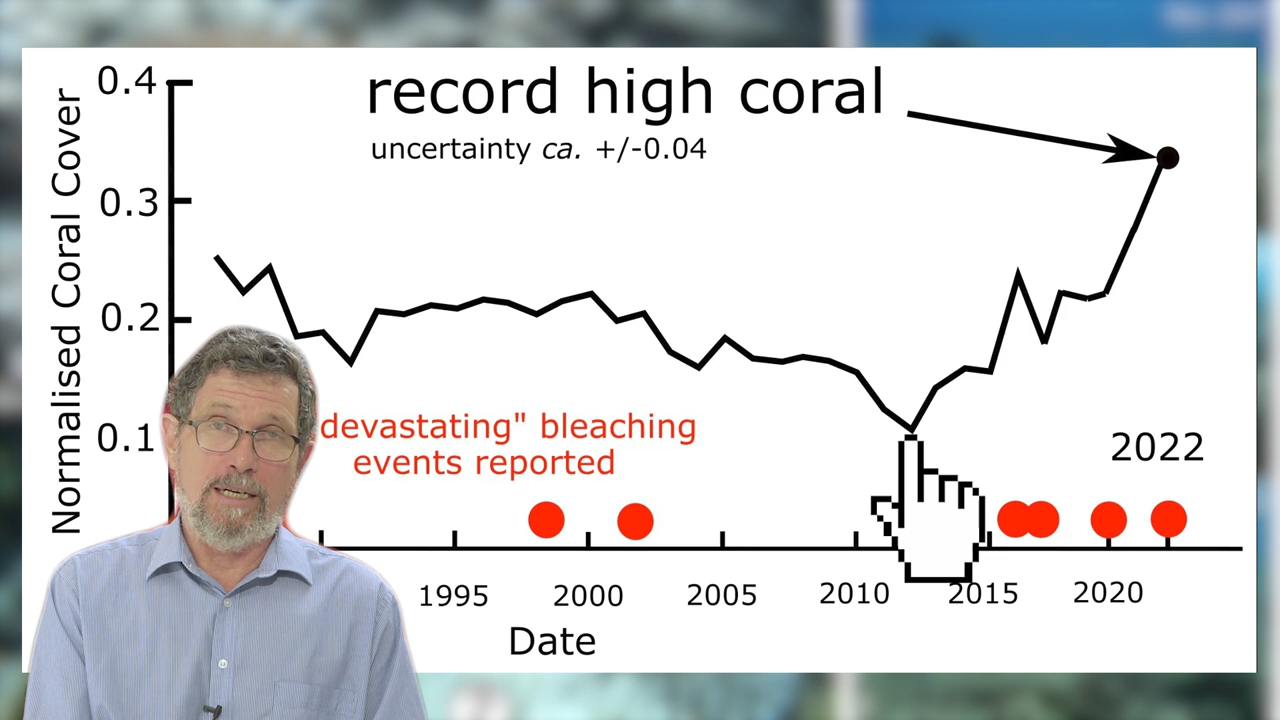 0.4
record high coral
uncertainty ca. +/-0.04
0.3
Normalised Coral Cover
0.2
devastating" bleaching
events reported
0.1
2022
1995 2000 2005 2010 2015 2020
Date